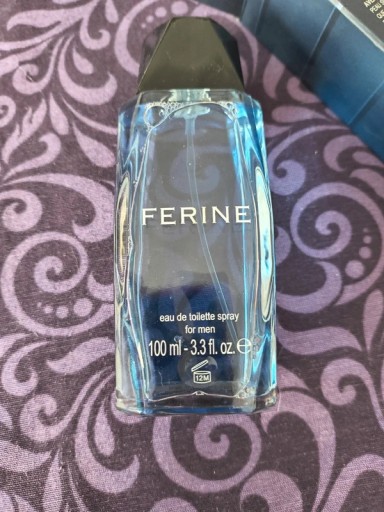 FERINE
eau de toilette spray
for men
100 ml - 3.3 fl. oz. ℮
12M